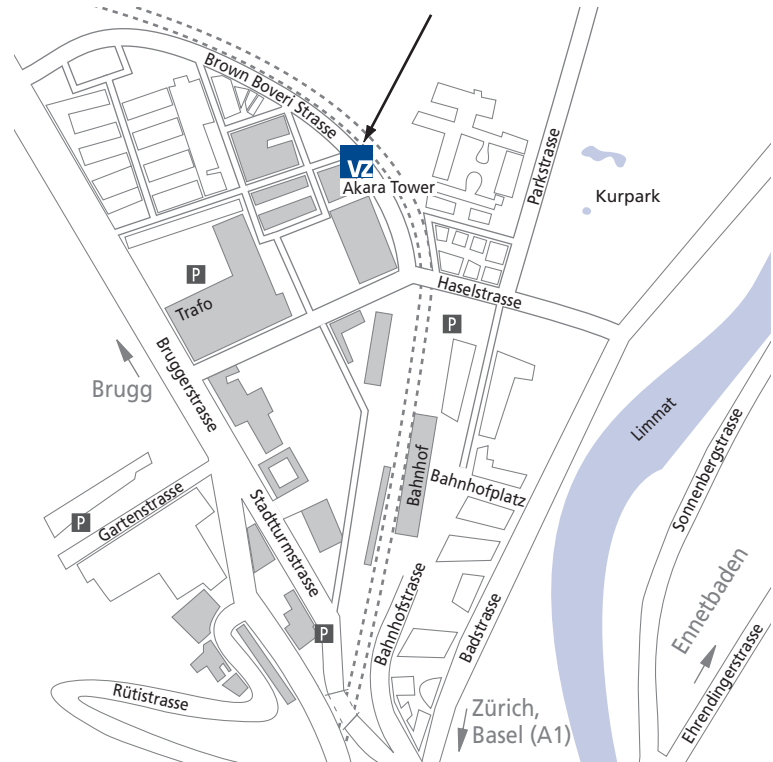 Brown Boveri Strasse
VZ
Akara Tower
Parkstrasse
Kurpark
P
Haselstrasse
Trafo
P
Bruggerstrasse
Brugg
Limmat
Sonnenbergstrasse
Bahnhof
Bahnhofplatz
Gartenstrasse
P
Stadtturmstrasse
Ennetbaden
Bahnhofstrasse
Badstrasse
P
Rütistrasse
Zürich,
Basel (A1)
Ehrendingerstrasse